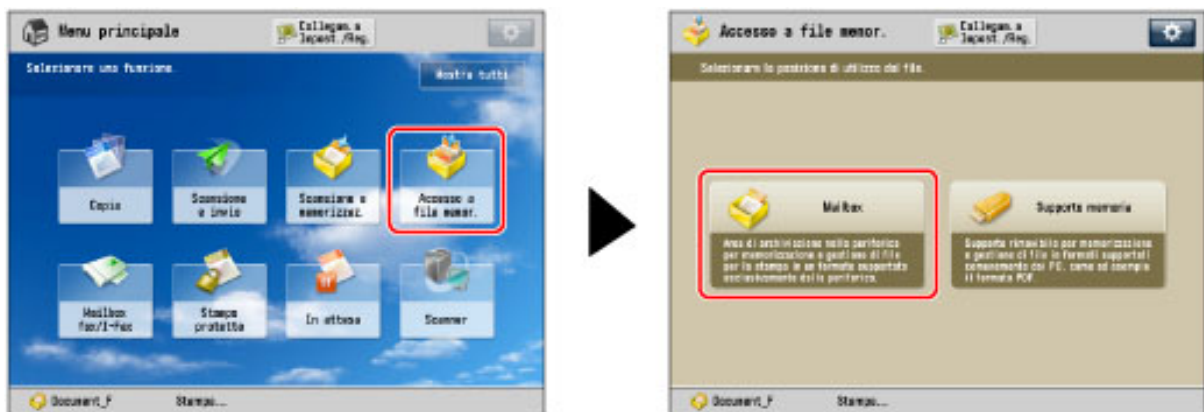 Menu principale
Collegam.a
Impost./Reg.
Selezionare una funzione.
Mostra tutti
Copia
Scansione
e invio
Scansione e
memorizzaz.
Accesso a
file memor.
Mailbox
fax/I-Fax
Stampa
protetta
In attesa
Scanner
Document_F
Stampa...
Accesso a file memor.
Collegam.a
Impost./Reg.
Selezionare la posizione di utilizzo del file.
Mailbox
Area di archiviazione nella periferica
per memorizzazione e gestione di file
per la stampa in un formato supportato
esclusivamente dalla periferica.
Supporto memoria
Supporto rimovibile per memorizzazione
e gestione di file in formati supportati
comunemente dai PC, come ad esempio
il formato PDF.
Document_F
Stampa...